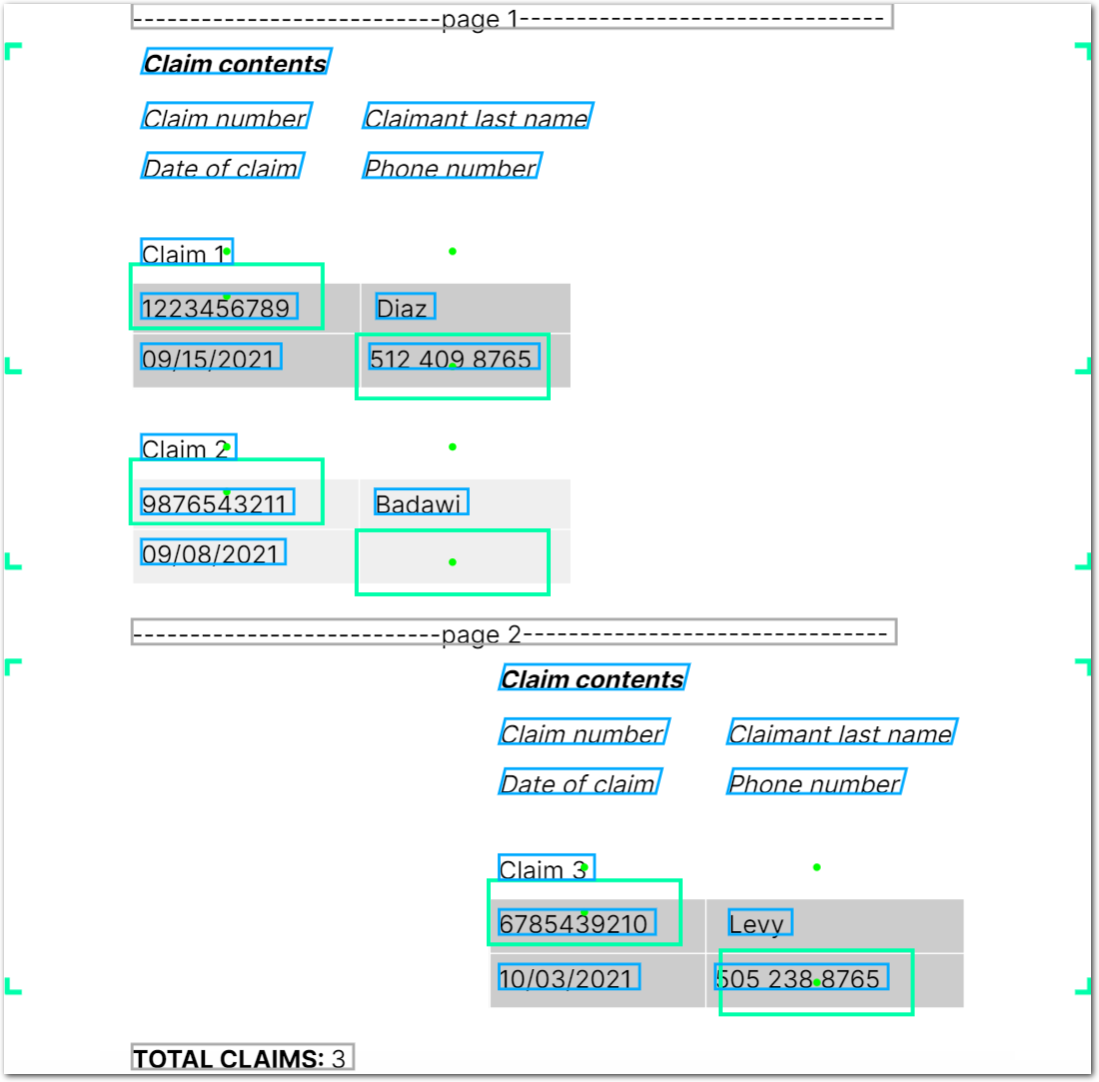 ---------------------------page 1--------------------------------
Claim contents
Claim number Claimant last name
Date of claim Phone number
Claim 1
1223456789 Diaz
09/15/2021 512 409 8765
Claim 2
9876543211 Badawi
09/08/2021
---------------------------page 2--------------------------------
Claim contents
Claim number Claimant last name
Date of claim Phone number
Claim 3
6785439210 Levy
10/03/2021 505 238 8765
TOTAL CLAIMS: 3